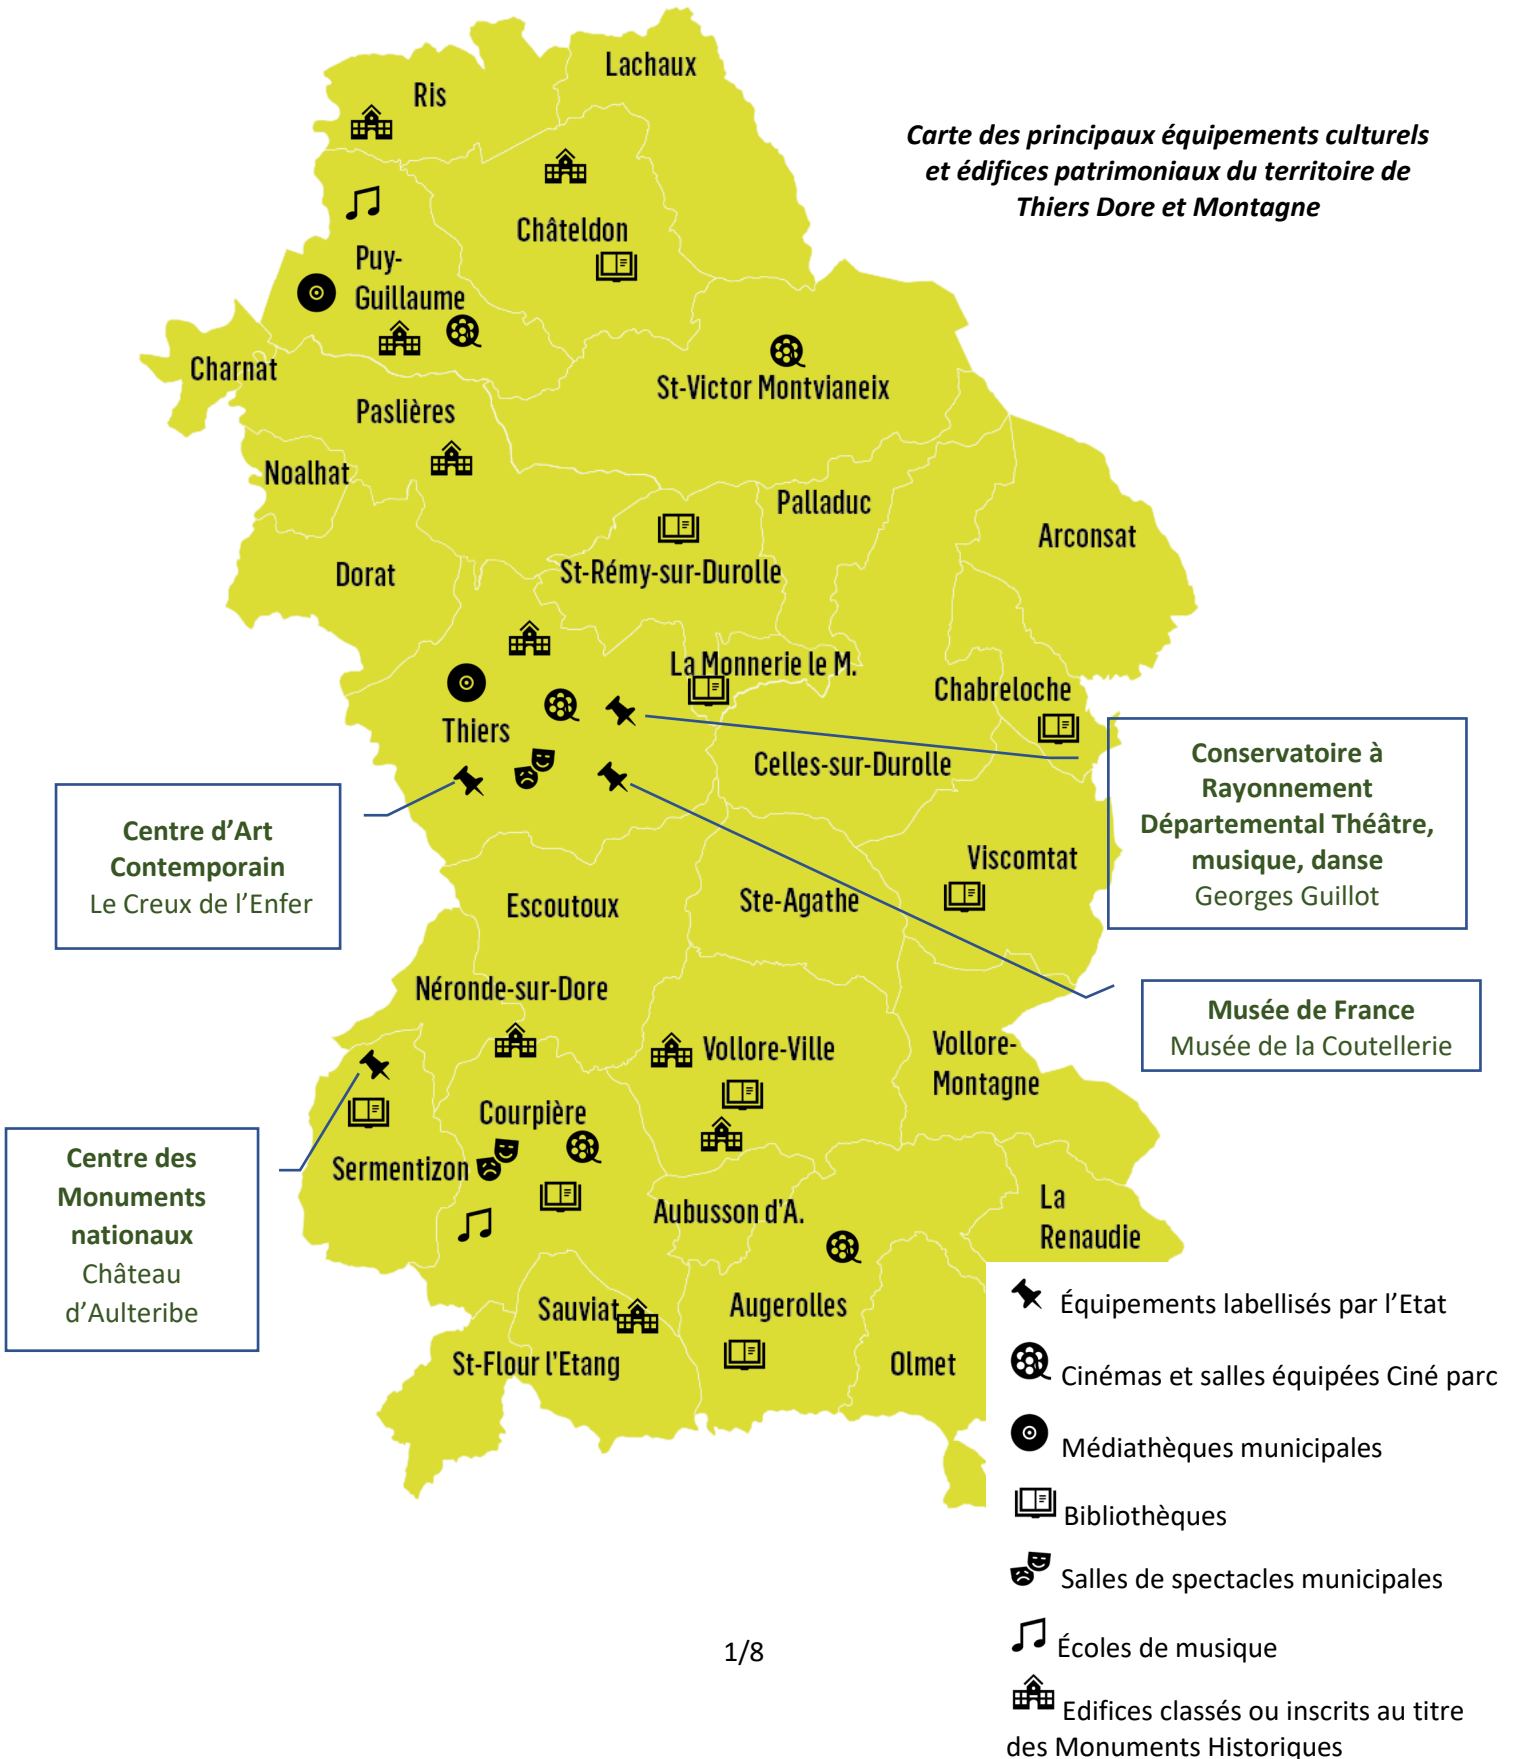 Lachaux
Ris
Carte des principaux équipements culturels
et édifices patrimoniaux du territoire de
Thiers Dore et Montagne
Châteldon
Puy-
Guillaume
Charnat
St-Victor Montvianeix
Paslières
Noalhat
Palladuc
Arconsat
Dorat
St-Rémy-sur-Durolle
La Monnerie le M.
Chabreloche
Thiers
Celles-sur-Durolle
Conservatoire à
Rayonnement
Départemental Théâtre,
musique, danse
Georges Guillot
Centre d’Art
Contemporain
Le Creux de l’Enfer
Viscomtat
Escoutoux
Ste-Agathe
Néronde-sur-Dore
Musée de France
Musée de la Coutellerie
Vollore-Ville
Vollore-
Montagne
Courpière
Centre des
Monuments
nationaux
Château
d’Aulteribe
Sermentizon
Aubusson d'A.
La
Renaudie
Sauviat
Augerolles
St-Flour l'Etang
Olmet
Équipements labellisés par l’Etat
Cinémas et salles équipées Ciné parc
Médiathèques municipales
Bibliothèques
Salles de spectacles municipales
Écoles de musique
Edifices classés ou inscrits au titre
des Monuments Historiques
1/8